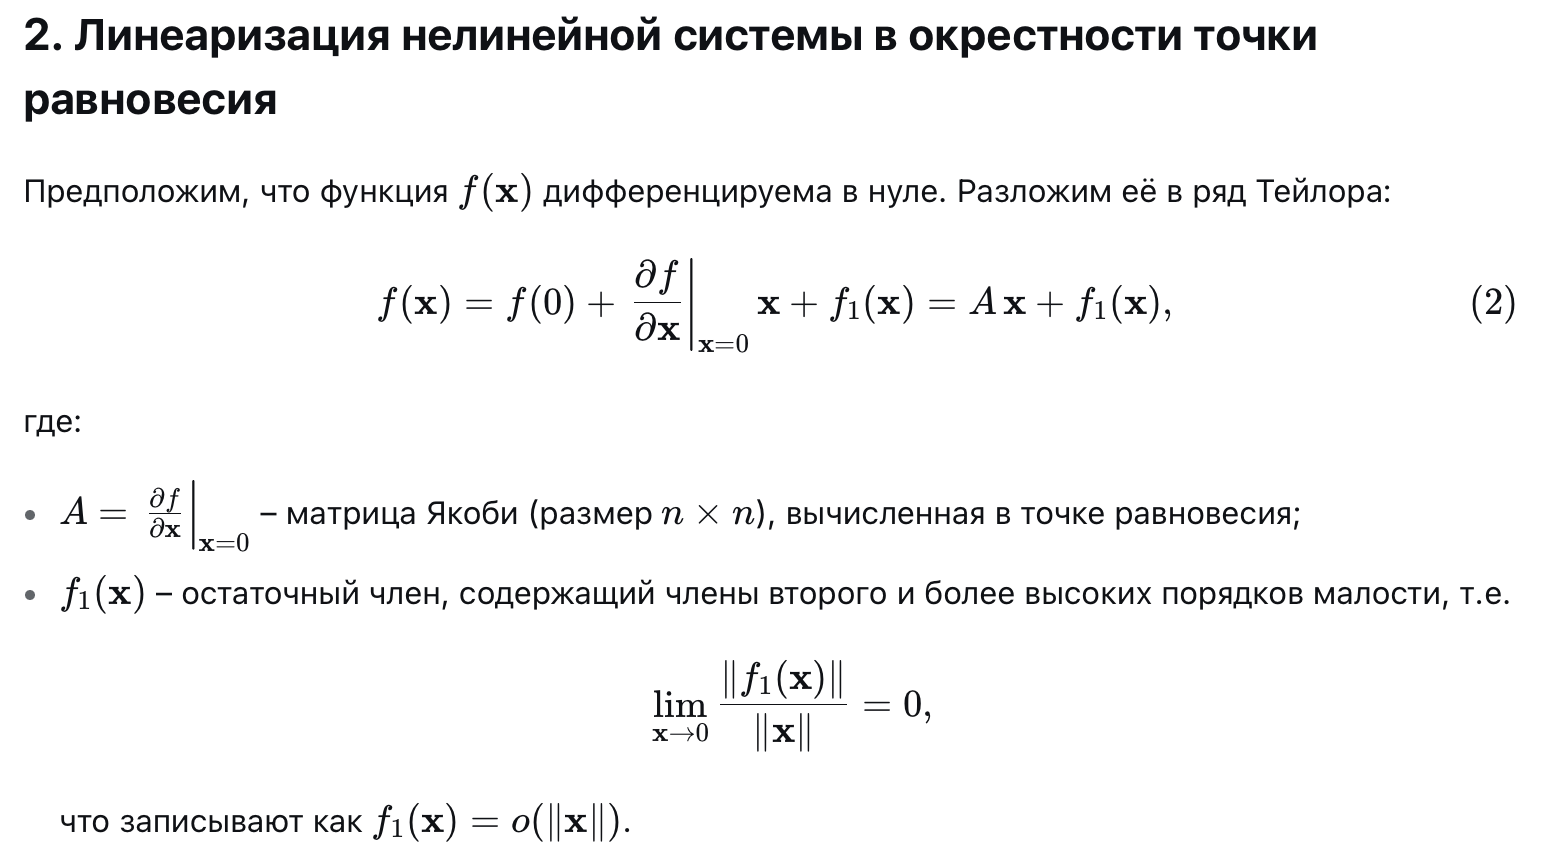 2. Линеаризация нелинейной системы в окрестности точки
равновесия
Предположим, что функция f(x) дифференцируема в нуле. Разложим её в ряд Тейлора:
f(x) = f(0) + ∂f/∂x|ₓ₌₀ x + f₁(x) = A x + f₁(x), (2)
где:
• A = ∂f/∂x|ₓ₌₀ – матрица Якоби (размер n × n), вычисленная в точке равновесия;
• f₁(x) – остаточный член, содержащий члены второго и более высоких порядков малости, т.е.
lim x→0 ‖f₁(x)‖/‖x‖ = 0,
что записывают как f₁(x) = o(‖x‖).